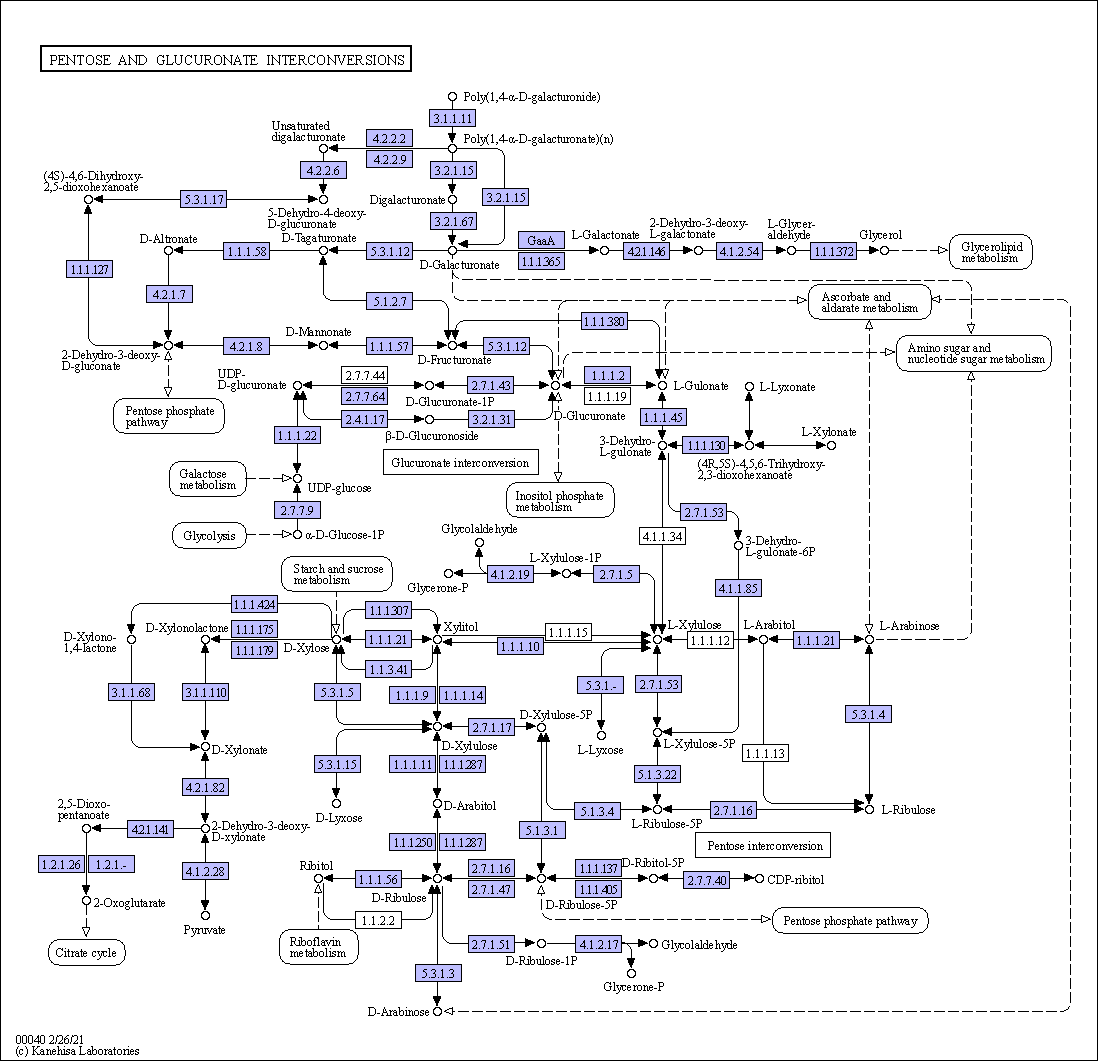 PENTOSE AND GLUCURONATE INTERCONVERSIONS
Poly(1,4-α-D-galacturonide)
3.1.1.11
Unsaturated
digalacturonate
4.2.2.2
Poly(1,4-α-D-galacturonate)(n)
4.2.2.9
4.2.2.6
3.2.1.15
(4S)-4,6-Dihydroxy-
2,5-dioxohexanoate
5.3.1.17
Digalacturonate
3.2.1.15
5-Dehydro-4-deoxy-
D-glucuronate
3.2.1.67
D-Altronate
D-Tagaturonate
1.1.1.58
5.3.1.12
D-Galacturonate
GaaA
1.1.1365
L-Galactonate
4.2.1.146
2-Dehydro-3-deoxy-
L-galactonate
4.1.2.54
L-Glycer-
aldehyde
1.1.1372
Glycerol
Glycerolipid
metabolism
1.1.1.127
4.2.1.7
5.1.2.7
Ascorbate and
aldarate metabolism
1.1.1.380
D-Mannonate
4.2.1.8
1.1.1.57
D-Fructuronate
5.3.1.12
2-Dehydro-3-deoxy-
D-gluconate
Amino sugar and
nucleotide sugar metabolism
UDP-
D-glucuronate
2.7.7.44
2.7.7.64
D-Glucuronate-1P
2.7.1.43
1.1.1.2
1.1.1.19
L-Gulonate
L-Lyxonate
Pentose phosphate
pathway
2.4.1.17
β-D-Glucuronoside
3.2.1.31
D-Glucuronate
1.1.1.45
1.1.1.22
3-Dehydro-
L-gulonate
1.1.1.130
L-Xylonate
(4R,5S)-4,5,6-Trihydroxy-
2,3-dioxohexanoate
Glucuronate interconversion
Galactose
metabolism
UDP-glucose
Inositol phosphate
metabolism
2.7.7.9
2.7.1.53
Glycolysis
α-D-Glucose-1P
Glycolaldehyde
4.1.1.34
3-Dehydro-
L-gulonate-6P
Starch and sucrose
metabolism
L-Xylulose-1P
4.1.2.19
2.7.1.5
Glycerone-P
4.1.1.85
1.1.1.424
1.1.1307
D-Xylono-
1,4-lactone
D-Xylonolactone
1.1.1.175
1.1.1.179
D-Xylose
1.1.1.21
Xylitol
1.1.1.15
1.1.1.10
L-Xylulose
1.1.1.12
L-Arabitol
1.1.1.21
L-Arabinose
1.1.3.41
3.1.1.68
3.1.1.110
5.3.1.5
1.1.1.9
1.1.1.14
5.3.1.-
2.7.1.53
5.3.1.4
D-Xylulose
2.7.1.17
D-Xylulose-5P
D-Xylonate
L-Lyxose
L-Xylulose-5P
1.1.1.13
5.3.1.15
1.1.1.11
1.1.1287
5.1.3.22
4.2.1.82
2,5-Dioxo-
pentanoate
D-Lyxose
D-Arabitol
5.1.3.4
L-Ribulose-5P
2.7.1.16
L-Ribulose
4.2.1.141
2-Dehydro-3-deoxy-
D-xylonate
5.1.3.1
1.1.1250
1.1.1287
Pentose interconversion
1.2.1.26
1.2.1.-
4.1.2.28
Ribitol
1.1.1.56
D-Ribulose
2.7.1.16
2.7.1.47
D-Ribulose-5P
1.1.1.137
1.1.1.405
D-Ribitol-5P
2.7.7.40
CDP-ribitol
2-Oxoglutarate
Pyruvate
1.1.2.2
Pentose phosphate pathway
Citrate cycle
Riboflavin
metabolism
2.7.1.51
D-Ribulose-1P
4.1.2.17
Glycolaldehyde
5.3.1.3
Glycerone-P
D-Arabinose
00040 2/26/21
(c) Kanehisa Laboratories